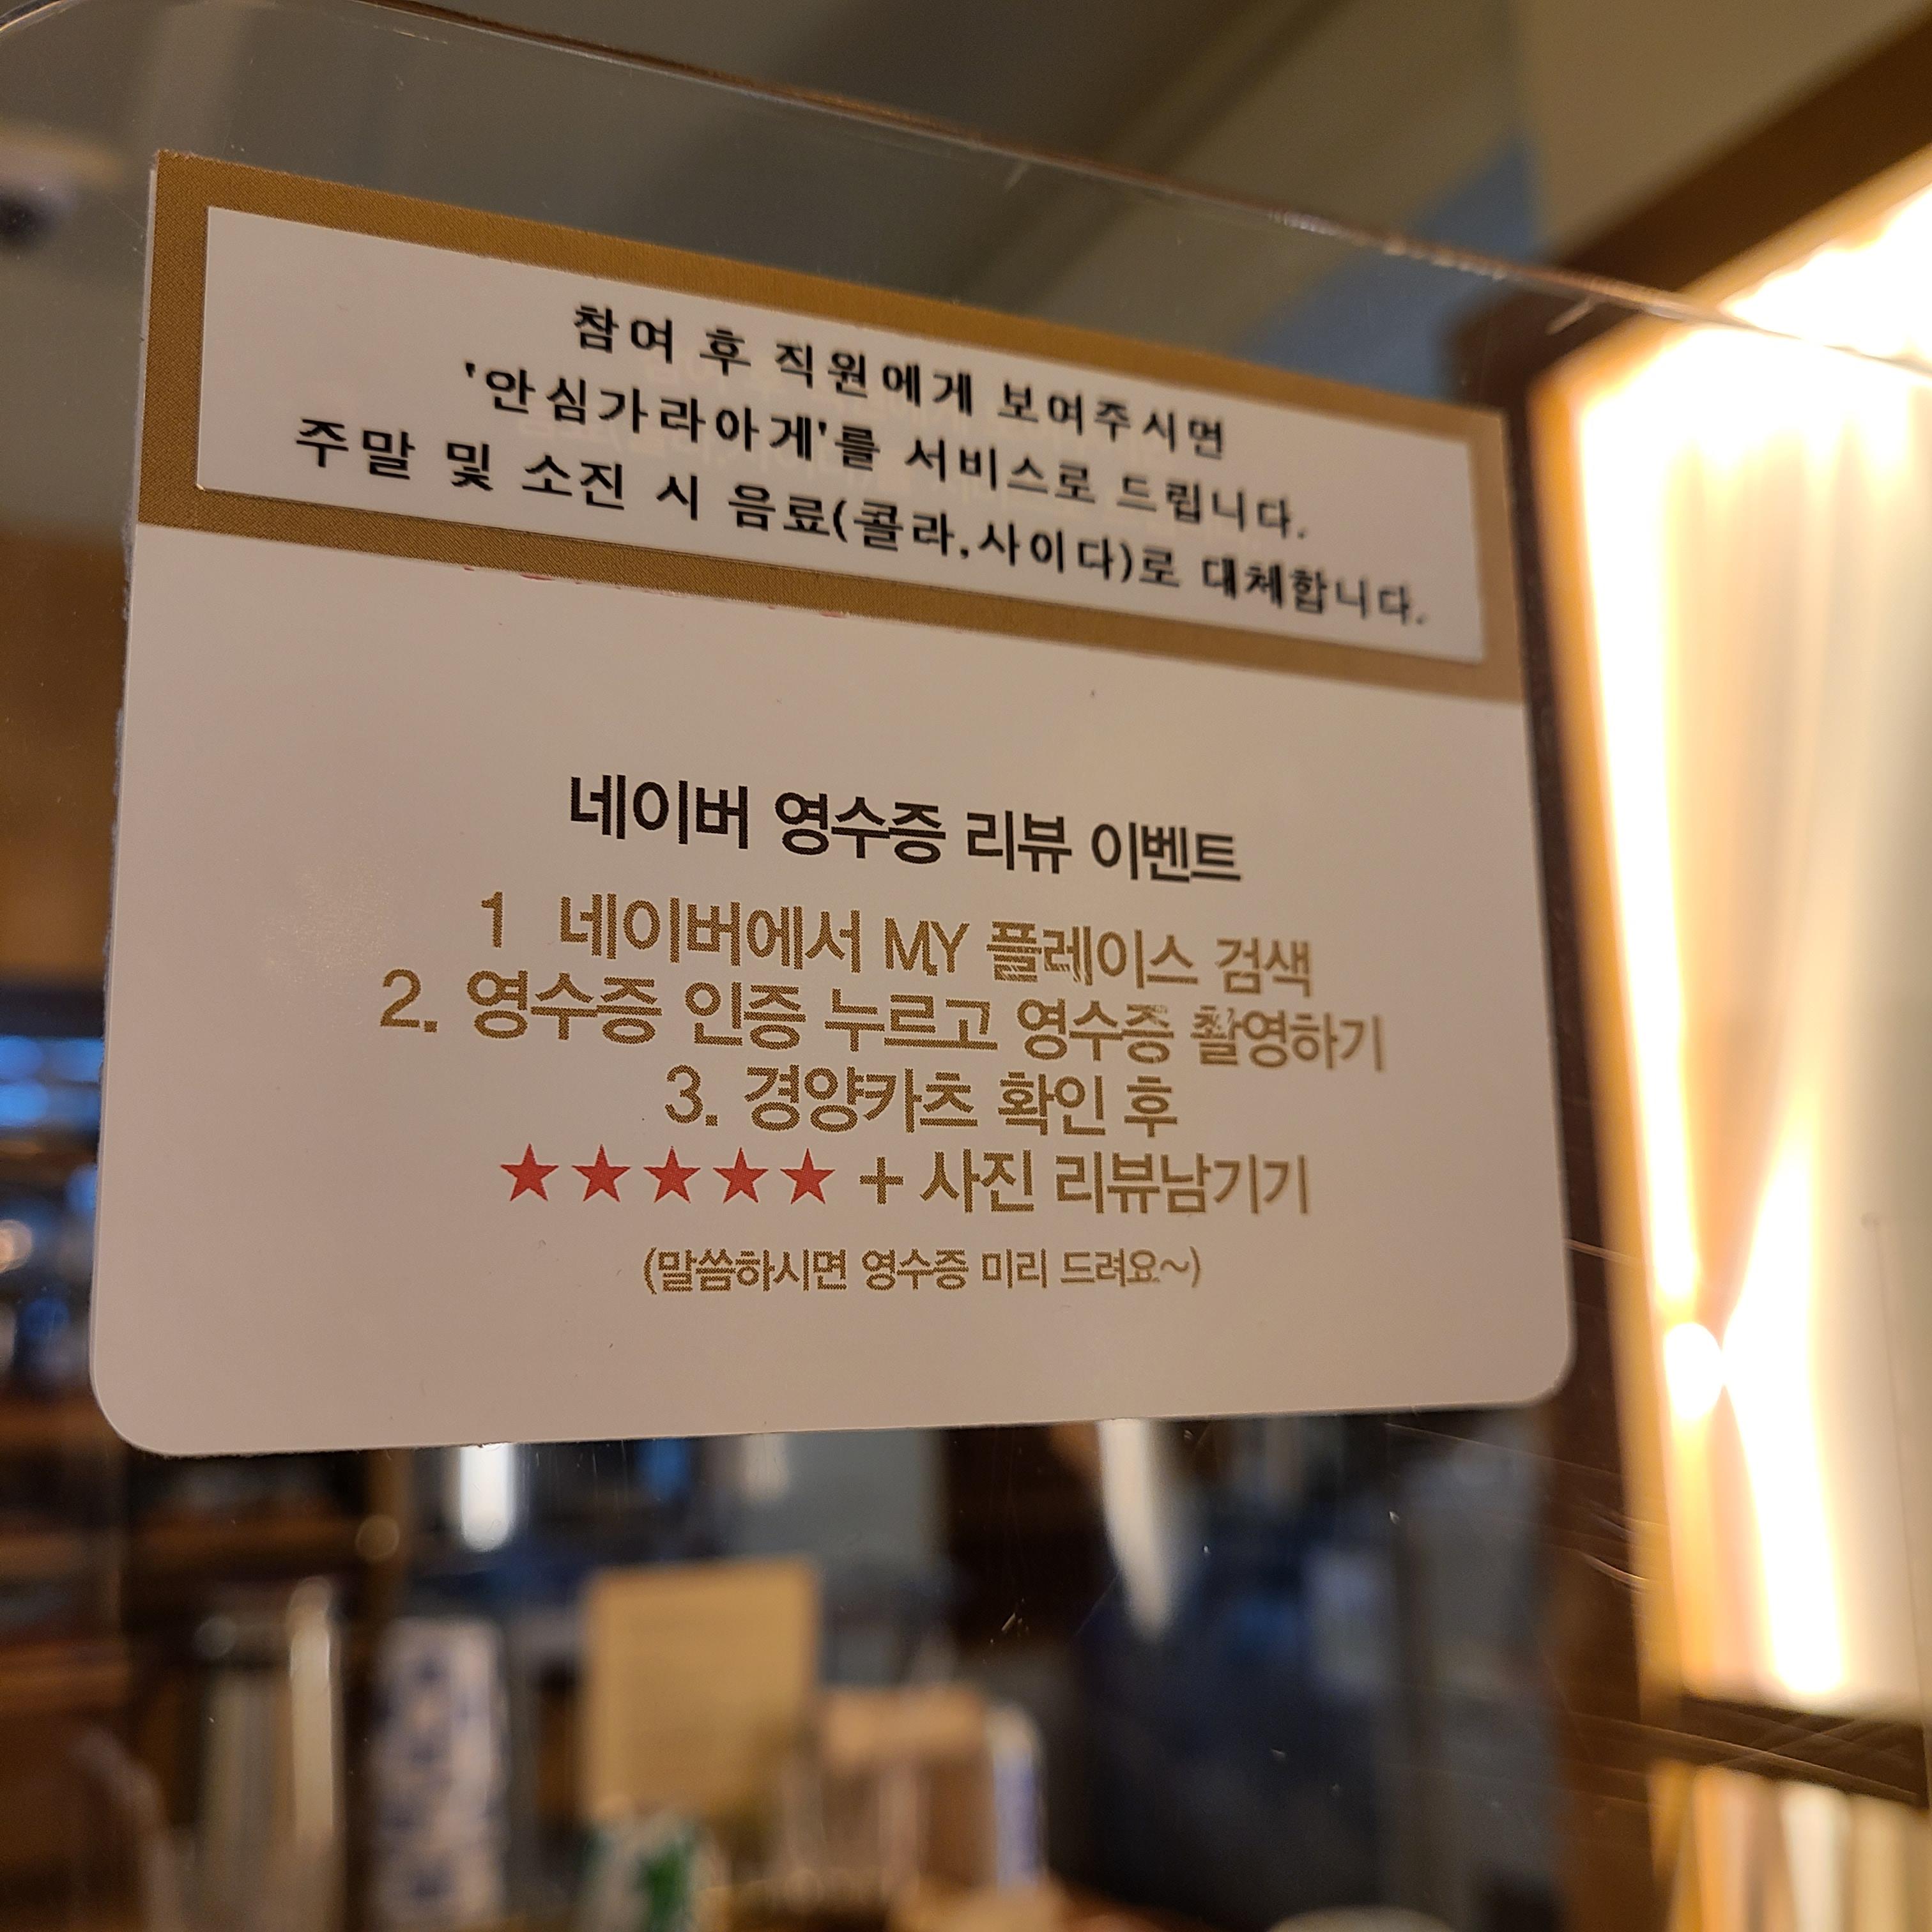 참여 후 직원에게 보여주시면
'안심가라아게'를 서비스로 드립니다.
주말 및 소진 시 음료(콜라,사이다)로 대체합니다.
네이버 영수증 리뷰 이벤트
1 네이버에서 MY 플레이스 검색
2. 영수증 인증 누르고 영수증 촬영하기
3. 경양카츠 확인 후
★★★★★ + 사진 리뷰남기기
(말씀하시면 영수증 미리 드려요~)